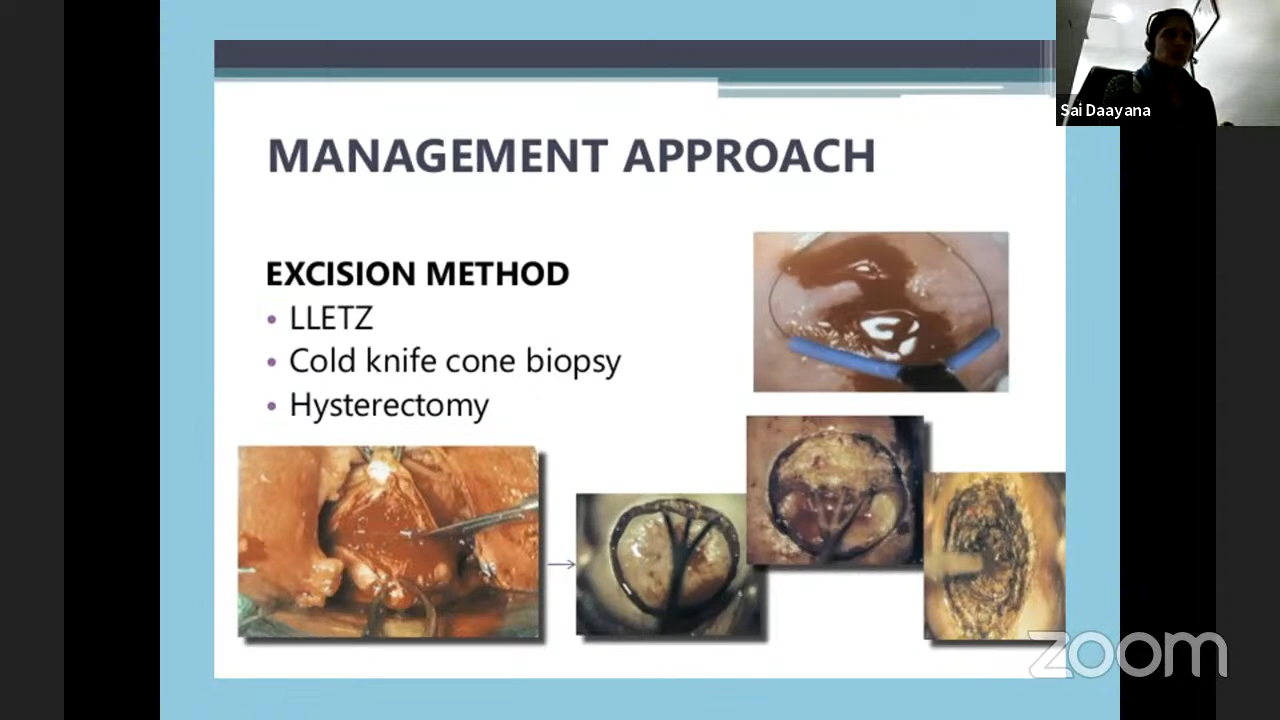 Sai Daayana
MANAGEMENT APPROACH
EXCISION METHOD
• LLETZ
• Cold knife cone biopsy
• Hysterectomy
zoom